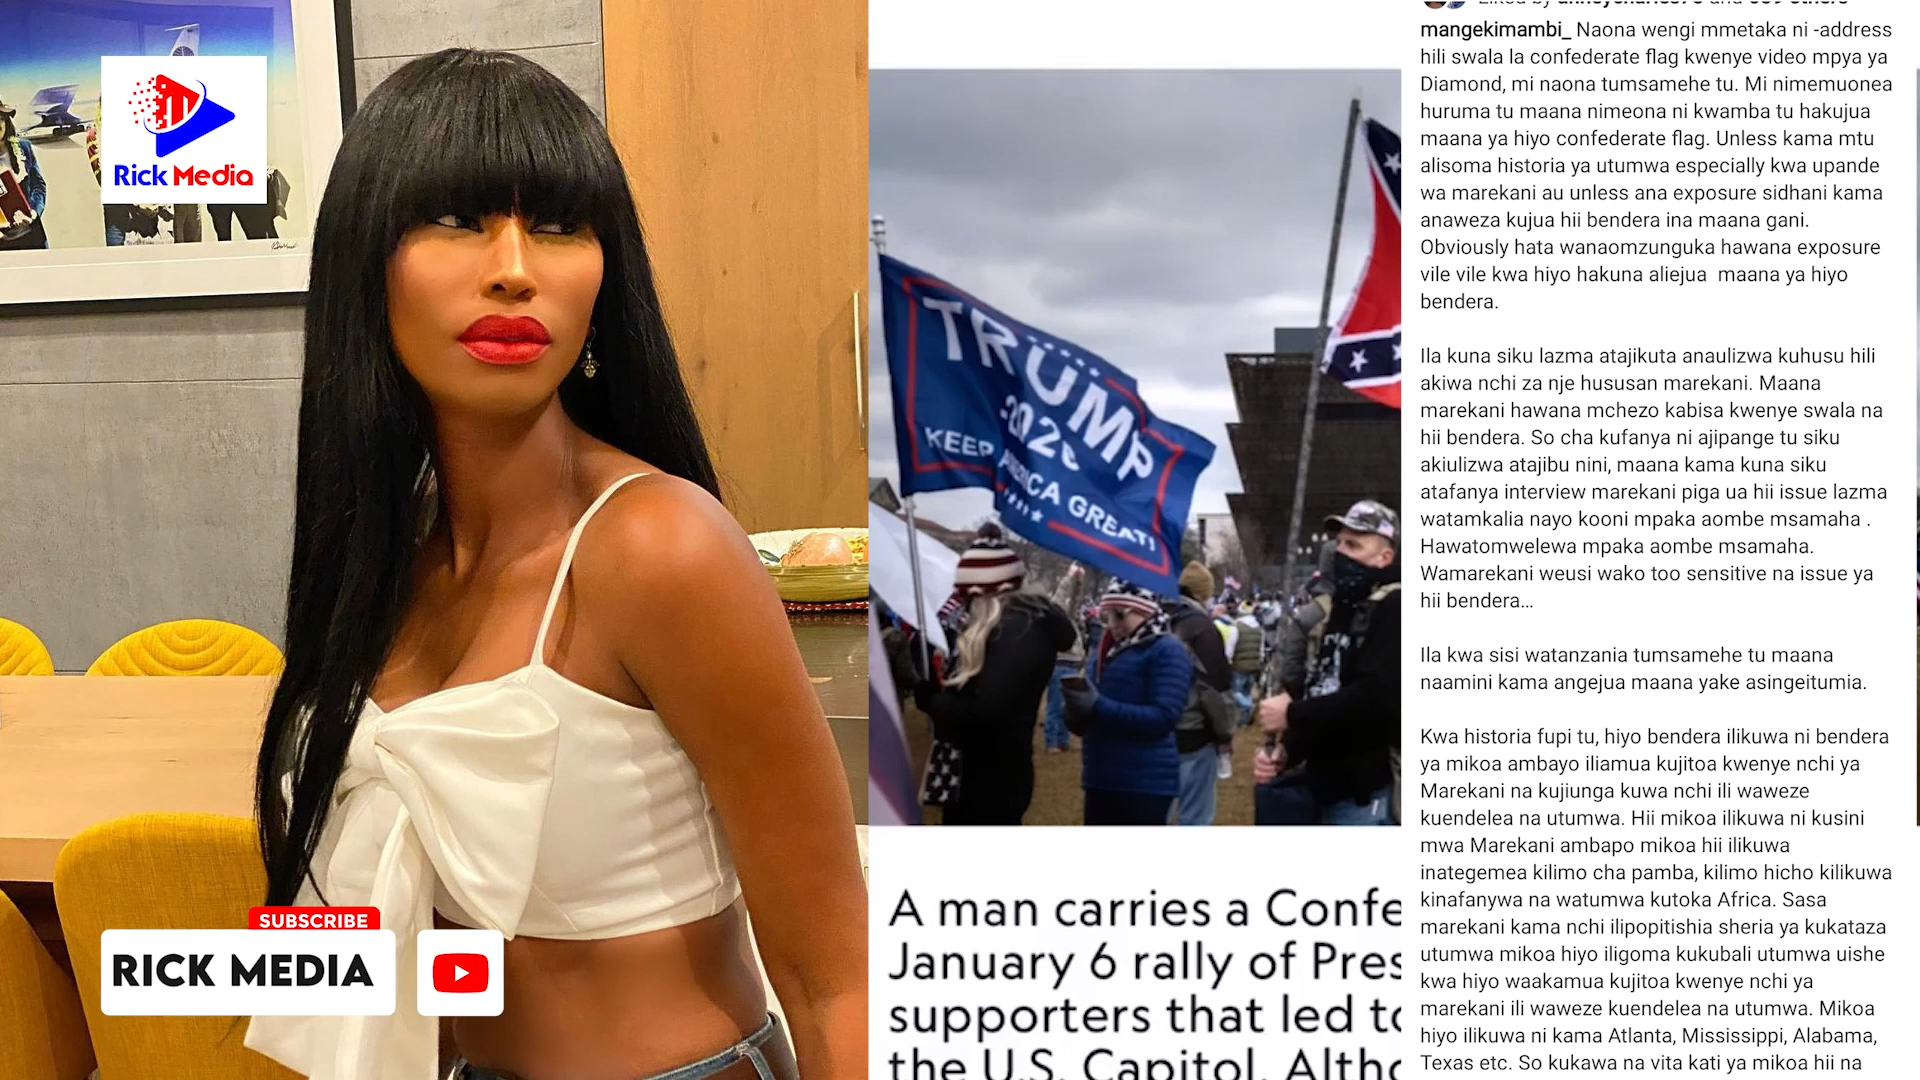 Rick Media
SUBSCRIBE
RICK MEDIA
TRUMP
KEEP AMERICA GREAT!
A man carries a Confe
January 6 rally of Pres
supporters that led to
the U.S. Capitol. Altho
mangekimambi_ Naona wengi mmetaka ni -address
hili swala la confederate flag kwenye video mpya ya
Diamond, mi naona tumsamehe tu. Mi nimemuonea
huruma tu maana nimeona ni kwamba tu hakujua
maana ya hiyo confederate flag. Unless kama mtu
alisoma historia ya utumwa especially kwa upande
wa marekani au unless ana exposure sidhani kama
anaweza kujua hii bendera ina maana gani.
Obviously hata wanaomzunguka hawana exposure
vile vile kwa hiyo hakuna aliejua  maana ya hiyo
bendera.
Ila kuna siku lazma atajikuta anaulizwa kuhusu hili
akiwa nchi za nje hususan marekani. Maana
marekani hawana mchezo kabisa kwenye swala na
hii bendera. So cha kufanya ni ajipange tu siku
akiulizwa atajibu nini, maana kama kuna siku
atafanya interview marekani piga ua hii issue lazma
watamkalia nayo kooni mpaka aombe msamaha .
Hawatomwelewa mpaka aombe msamaha.
Wamarekani weusi wako too sensitive na issue ya
hii bendera...
Ila kwa sisi watanzania tumsamehe tu maana
naamini kama angejua maana yake asingeitumia.
Kwa historia fupi tu, hiyo bendera ilikuwa ni bendera
ya mikoa ambayo iliamua kujitoa kwenye nchi ya
Marekani na kujiunga kuwa nchi ili waweze
kuendelea na utumwa. Hii mikoa ilikuwa ni kusini
mwa Marekani ambapo mikoa hii ilikuwa
inategemea kilimo cha pamba, kilimo hicho kilikuwa
kinafanywa na watumwa kutoka Africa. Sasa
marekani kama nchi ilipopitishia sheria ya kukataza
utumwa mikoa hiyo iligoma kukubali utumwa uishe
kwa hiyo waakamua kujitoa kwenye nchi ya
marekani ili waweze kuendelea na utumwa. Mikoa
hiyo ilikuwa ni kama Atlanta, Mississippi, Alabama,
Texas etc. So kukawa na vita kati ya mikoa hii na